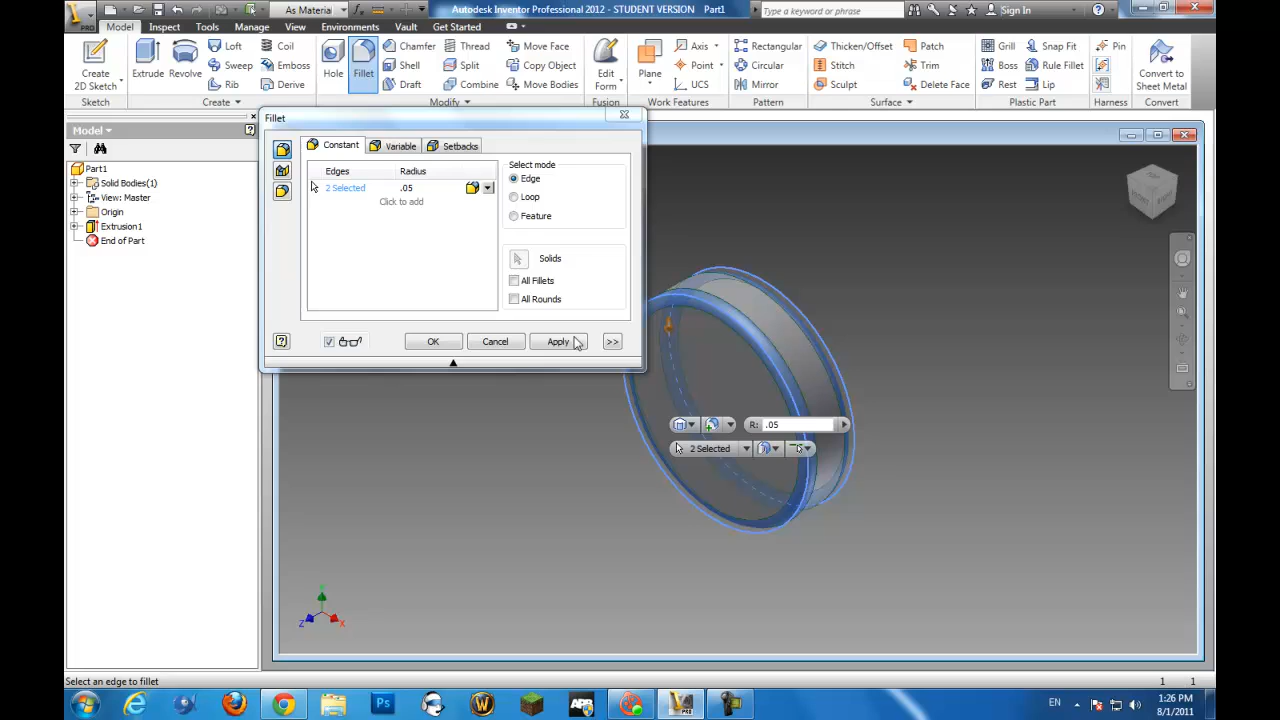 PRO
As Material
Autodesk Inventor Professional 2012 - STUDENT VERSION Part1
Type a keyword or phrase
Sign In
Model Inspect Tools Manage View Environments Vault Get Started
Create 2D Sketch
Extrude
Revolve
Loft Coil
Sweep Emboss
Rib Derive
Hole
Fillet
Chamfer Thread Move Face
Shell Split Copy Object
Draft Combine Move Bodies
Edit Form
Plane
Axis
Point
UCS
Rectangular
Circular
Mirror
Thicken/Offset Patch
Stitch Trim
Sculpt Delete Face
Grill Snap Fit
Boss Rule Fillet
Rest Lip
Pin
Convert to Sheet Metal
Sketch Create Modify Fusion Work Features Pattern Surface Plastic Part Harness Convert
Model
Part1
Solid Bodies(1)
View: Master
Origin
Extrusion1
End of Part
Fillet
Constant Variable Setbacks
Edges Radius
2 Selected .05
Click to add
Select mode
Edge
Loop
Feature
Solids
All Fillets
All Rounds
OK Cancel Apply >>
R: .05
2 Selected
Y
Z X
Select an edge to fillet
1 1
Ps
W
PRO
EN
1:26 PM
8/1/2011